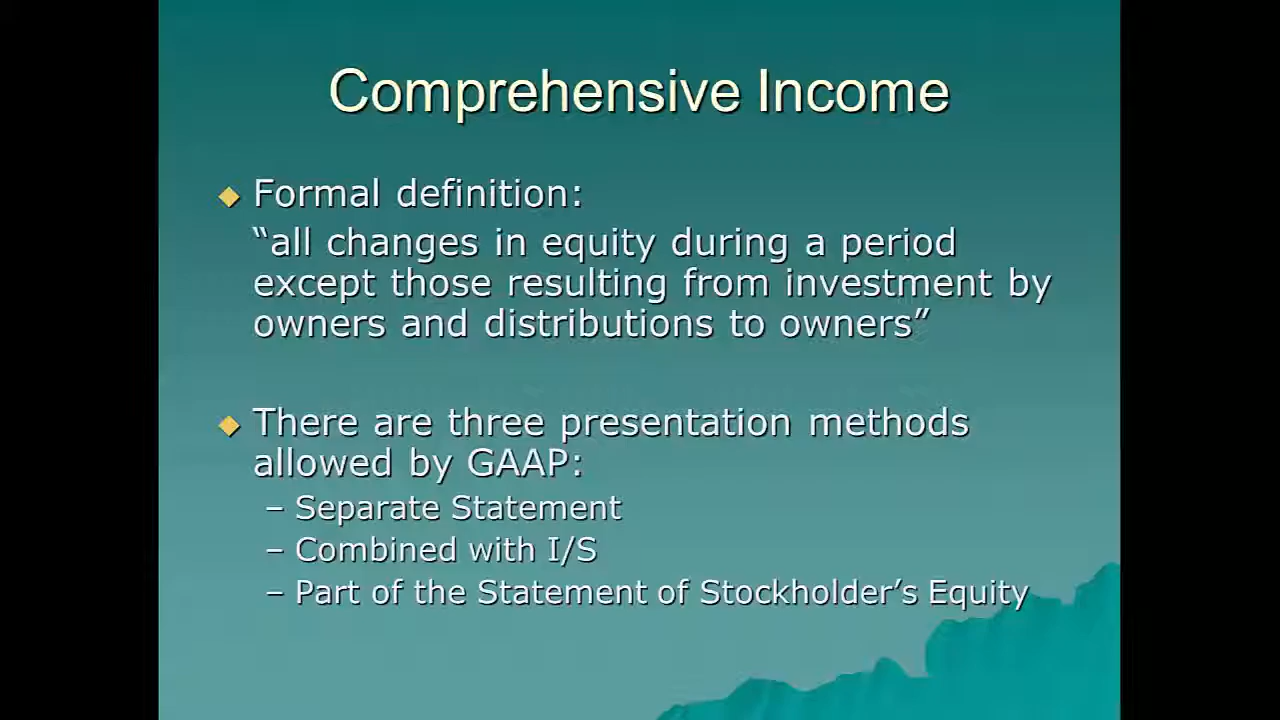 Comprehensive Income
Formal definition:
“all changes in equity during a period
except those resulting from investment by
owners and distributions to owners”
There are three presentation methods
allowed by GAAP:
– Separate Statement
– Combined with I/S
– Part of the Statement of Stockholder’s Equity